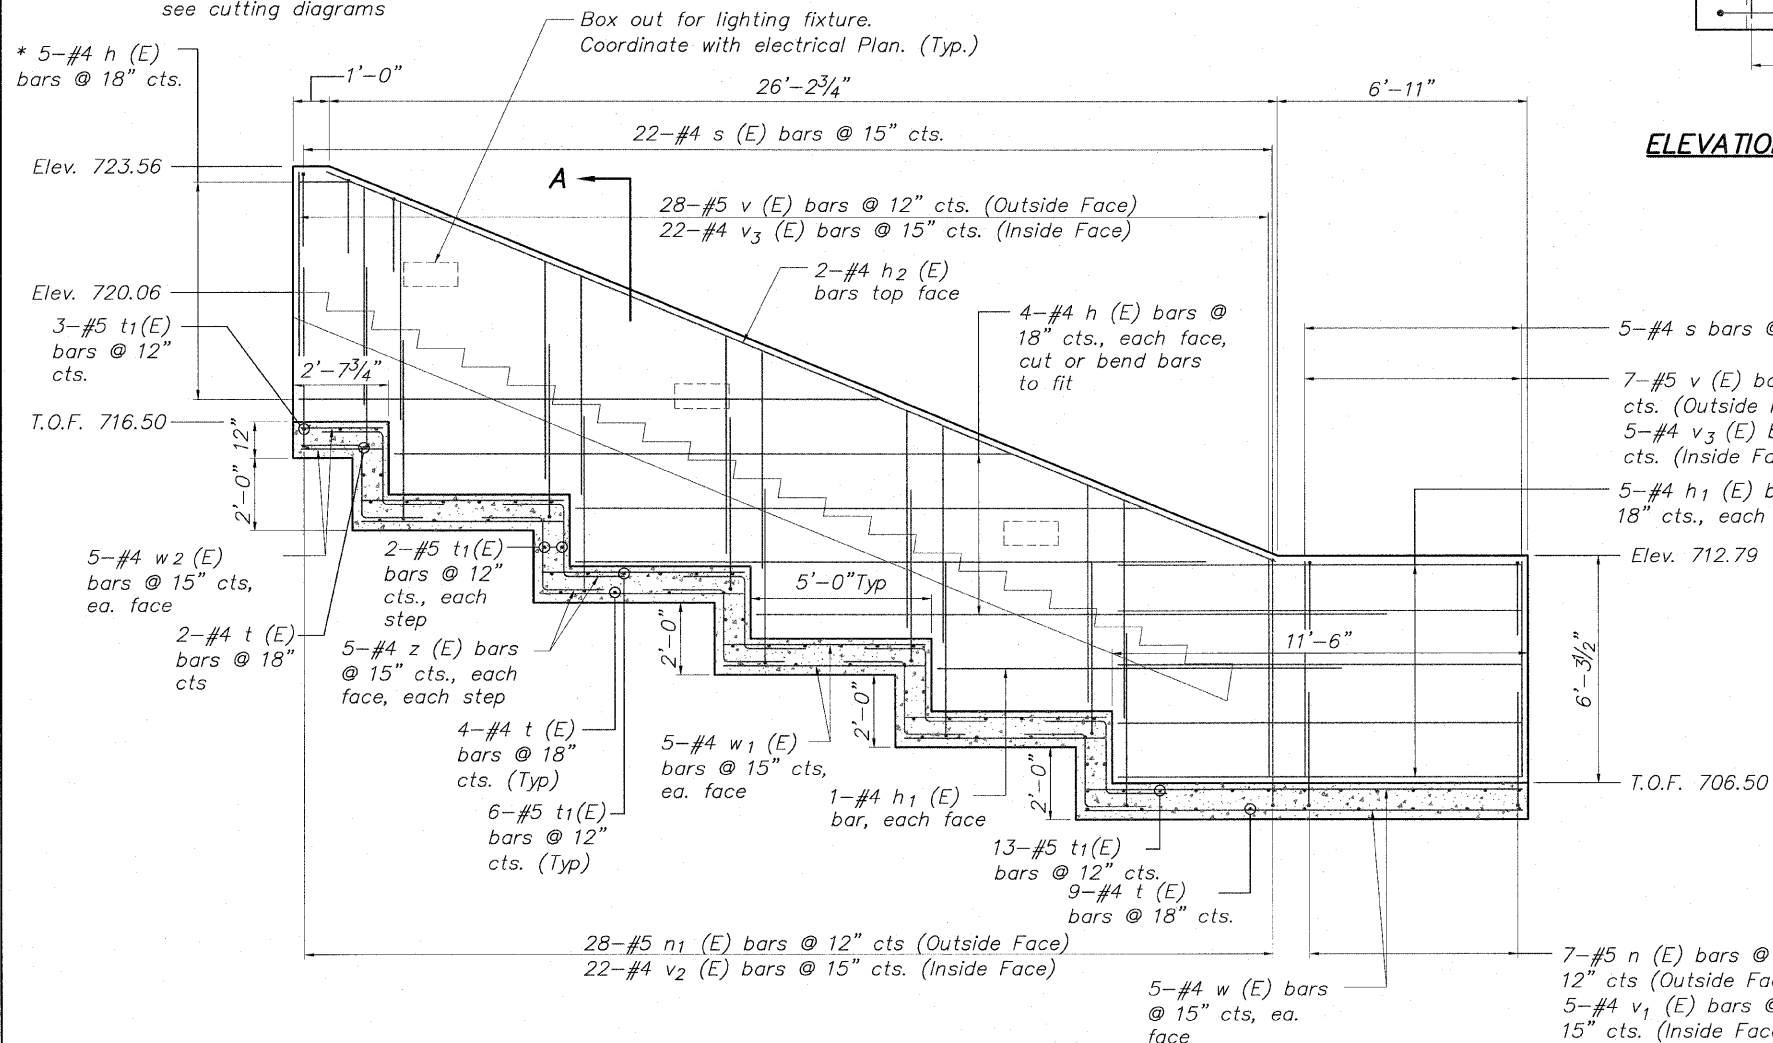 see cutting diagrams
* 5-#4 h (E)
bars @ 18" cts.
Box out for lighting fixture.
Coordinate with electrical Plan. (Typ.)
1'-0"
26'-2¾"
6'-11"
22-#4 s (E) bars @ 15" cts.
ELEVATIO
Elev. 723.56
A
28-#5 v (E) bars @ 12" cts. (Outside Face)
22-#4 v3 (E) bars @ 15" cts. (Inside Face)
2-#4 h2 (E)
bars top face
Elev. 720.06
3-#5 t1(E)
bars @ 12"
cts.
2'-7¾"
4-#4 h (E) bars @
18" cts., each face,
cut or bend bars
to fit
5-#4 s bars @
7-#5 v (E) ba
cts. (Outside
5-#4 v3 (E) b
cts. (Inside Fa
T.O.F. 716.50
12"
2'-0"
5-#4 h1 (E) b
18" cts., each
Elev. 712.79
5-#4 w2 (E)
bars @ 15" cts,
ea. face
2-#5 t1(E)
bars @ 12"
cts., each
step
5'-0"Typ
2-#4 t (E)
bars @ 18"
cts
5-#4 z (E) bars
@ 15" cts., each
face, each step
2'-0"
11'-6"
6'-3½"
4-#4 t (E)
bars @ 18"
cts. (Typ)
5-#4 w1 (E)
bars @ 15" cts,
ea. face
2'-0"
2'-0"
T.O.F. 706.50
6-#5 t1(E)
bars @ 12"
cts. (Typ)
1-#4 h1 (E)
bar, each face
13-#5 t1(E)
bars @ 12" cts.
9-#4 t (E)
bars @ 18" cts.
28-#5 n1 (E) bars @ 12" cts (Outside Face)
22-#4 v2 (E) bars @ 15" cts. (Inside Face)
5-#4 w (E) bars
@ 15" cts, ea.
face
7-#5 n (E) bars @
12" cts (Outside Fac
5-#4 v1 (E) bars @
15" cts. (Inside Face